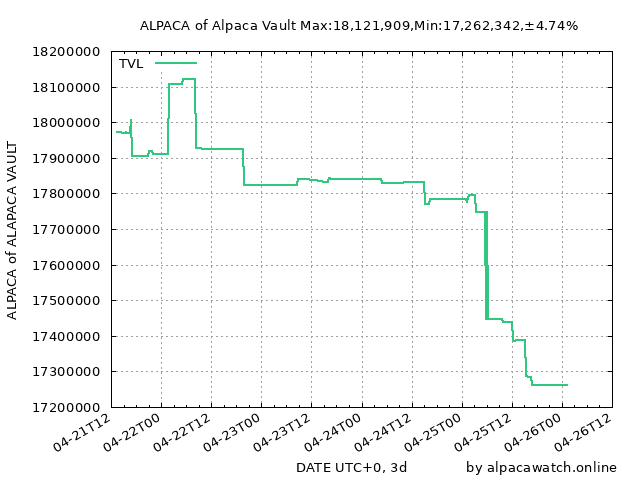 ALPACA of Alpaca Vault Max:18,121,909,Min:17,262,342,±4.74%
TVL
18200000
18100000
18000000
17900000
17800000
17700000
17600000
17500000
17400000
17300000
17200000
ALPACA of ALAPACA VAULT
04-21T12
04-22T00
04-22T12
04-23T00
04-23T12
04-24T00
04-24T12
04-25T00
04-25T12
04-26T00
04-26T12
DATE UTC+0, 3d
by alpacawatch.online